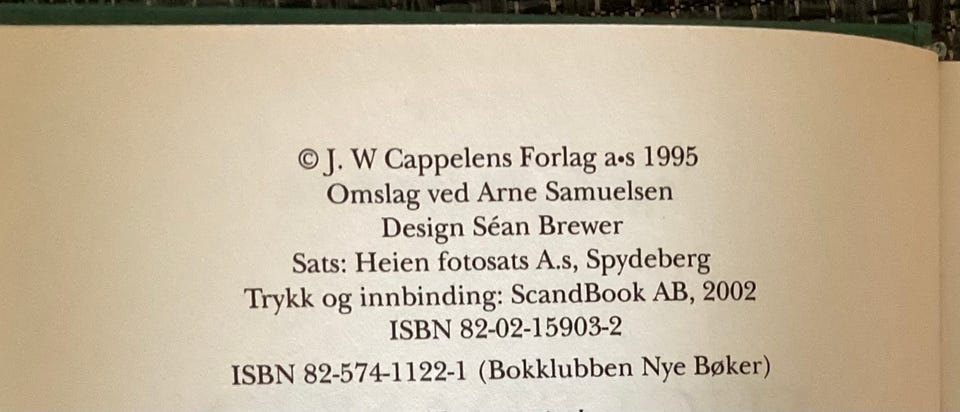 © J. W Cappelens Forlag a•s 1995
Omslag ved Arne Samuelsen
Design Séan Brewer
Sats: Heien fotosats A.s, Spydeberg
Trykk og innbinding: ScandBook AB, 2002
ISBN 82-02-15903-2
ISBN 82-574-1122-1 (Bokklubben Nye Bøker)